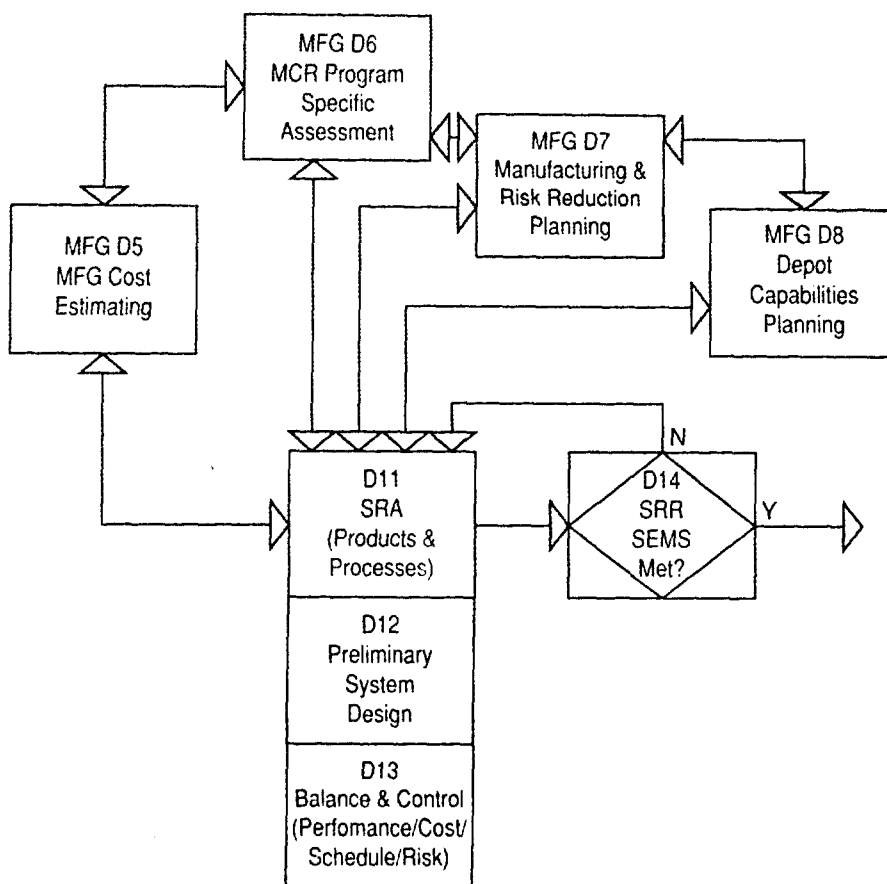 MFG D6
MCR Program
Specific
Assessment
MFG D7
Manufacturing &
Risk Reduction
Planning
MFG D5
MFG Cost
Estimating
MFG D8
Depot
Capabilities
Planning
N
D11
SRA
(Products &
Processes)
D14
SRR
SEMS
Met?
Y
D12
Preliminary
System
Design
D13
Balance & Control
(Perfomance/Cost/
Schedule/Risk)